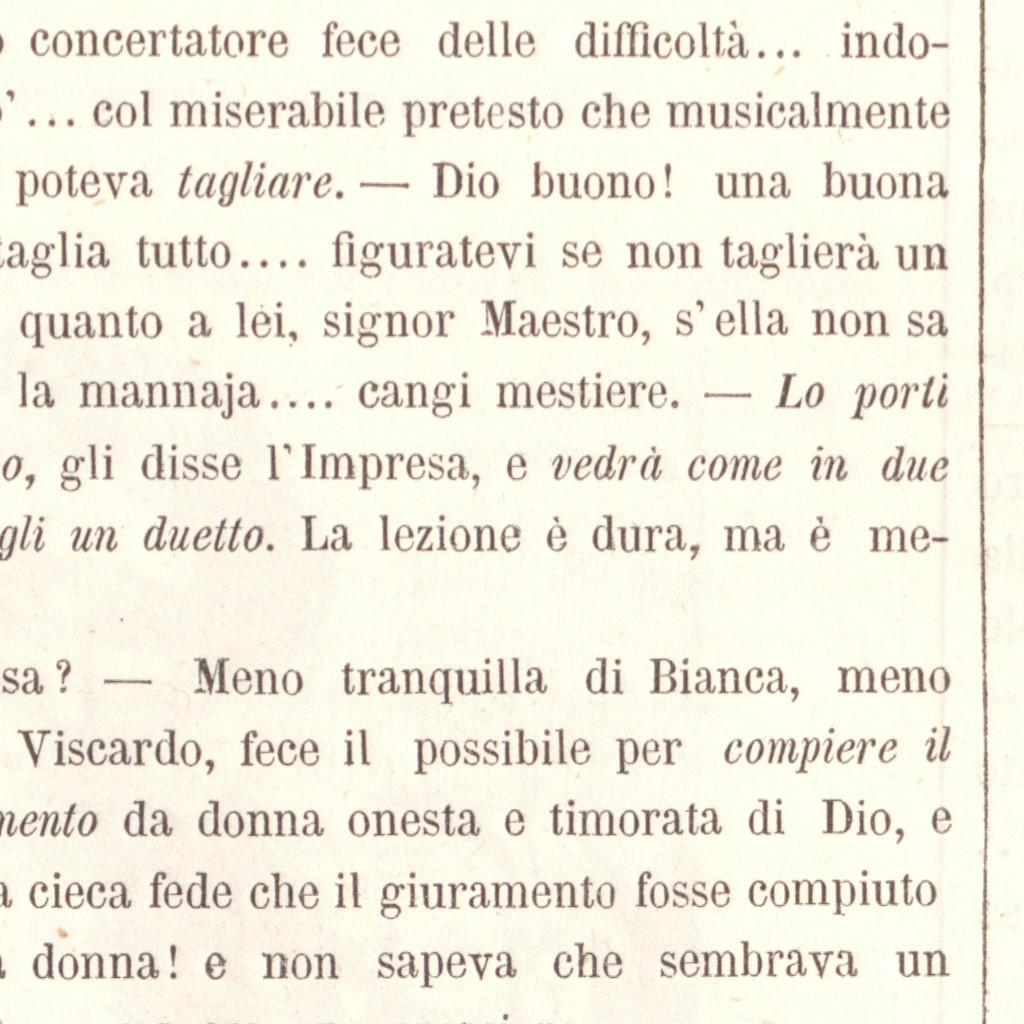 concertatore fece delle difficoltà... indo-
... col miserabile pretesto che musicalmente
poteva tagliare. — Dio buono! una buona
taglia tutto.... figuratevi se non taglierà un
quanto a lei, signor Maestro, s'ella non sa
la mannaja.... cangi mestiere. — Lo porti
o, gli disse l'Impresa, e vedrà come in due
gli un duetto. La lezione è dura, ma è me-
sa? — Meno tranquilla di Bianca, meno
Viscardo, fece il possibile per compiere il
mento da donna onesta e timorata di Dio, e
a cieca fede che il giuramento fosse compiuto
a donna! e non sapeva che sembrava un